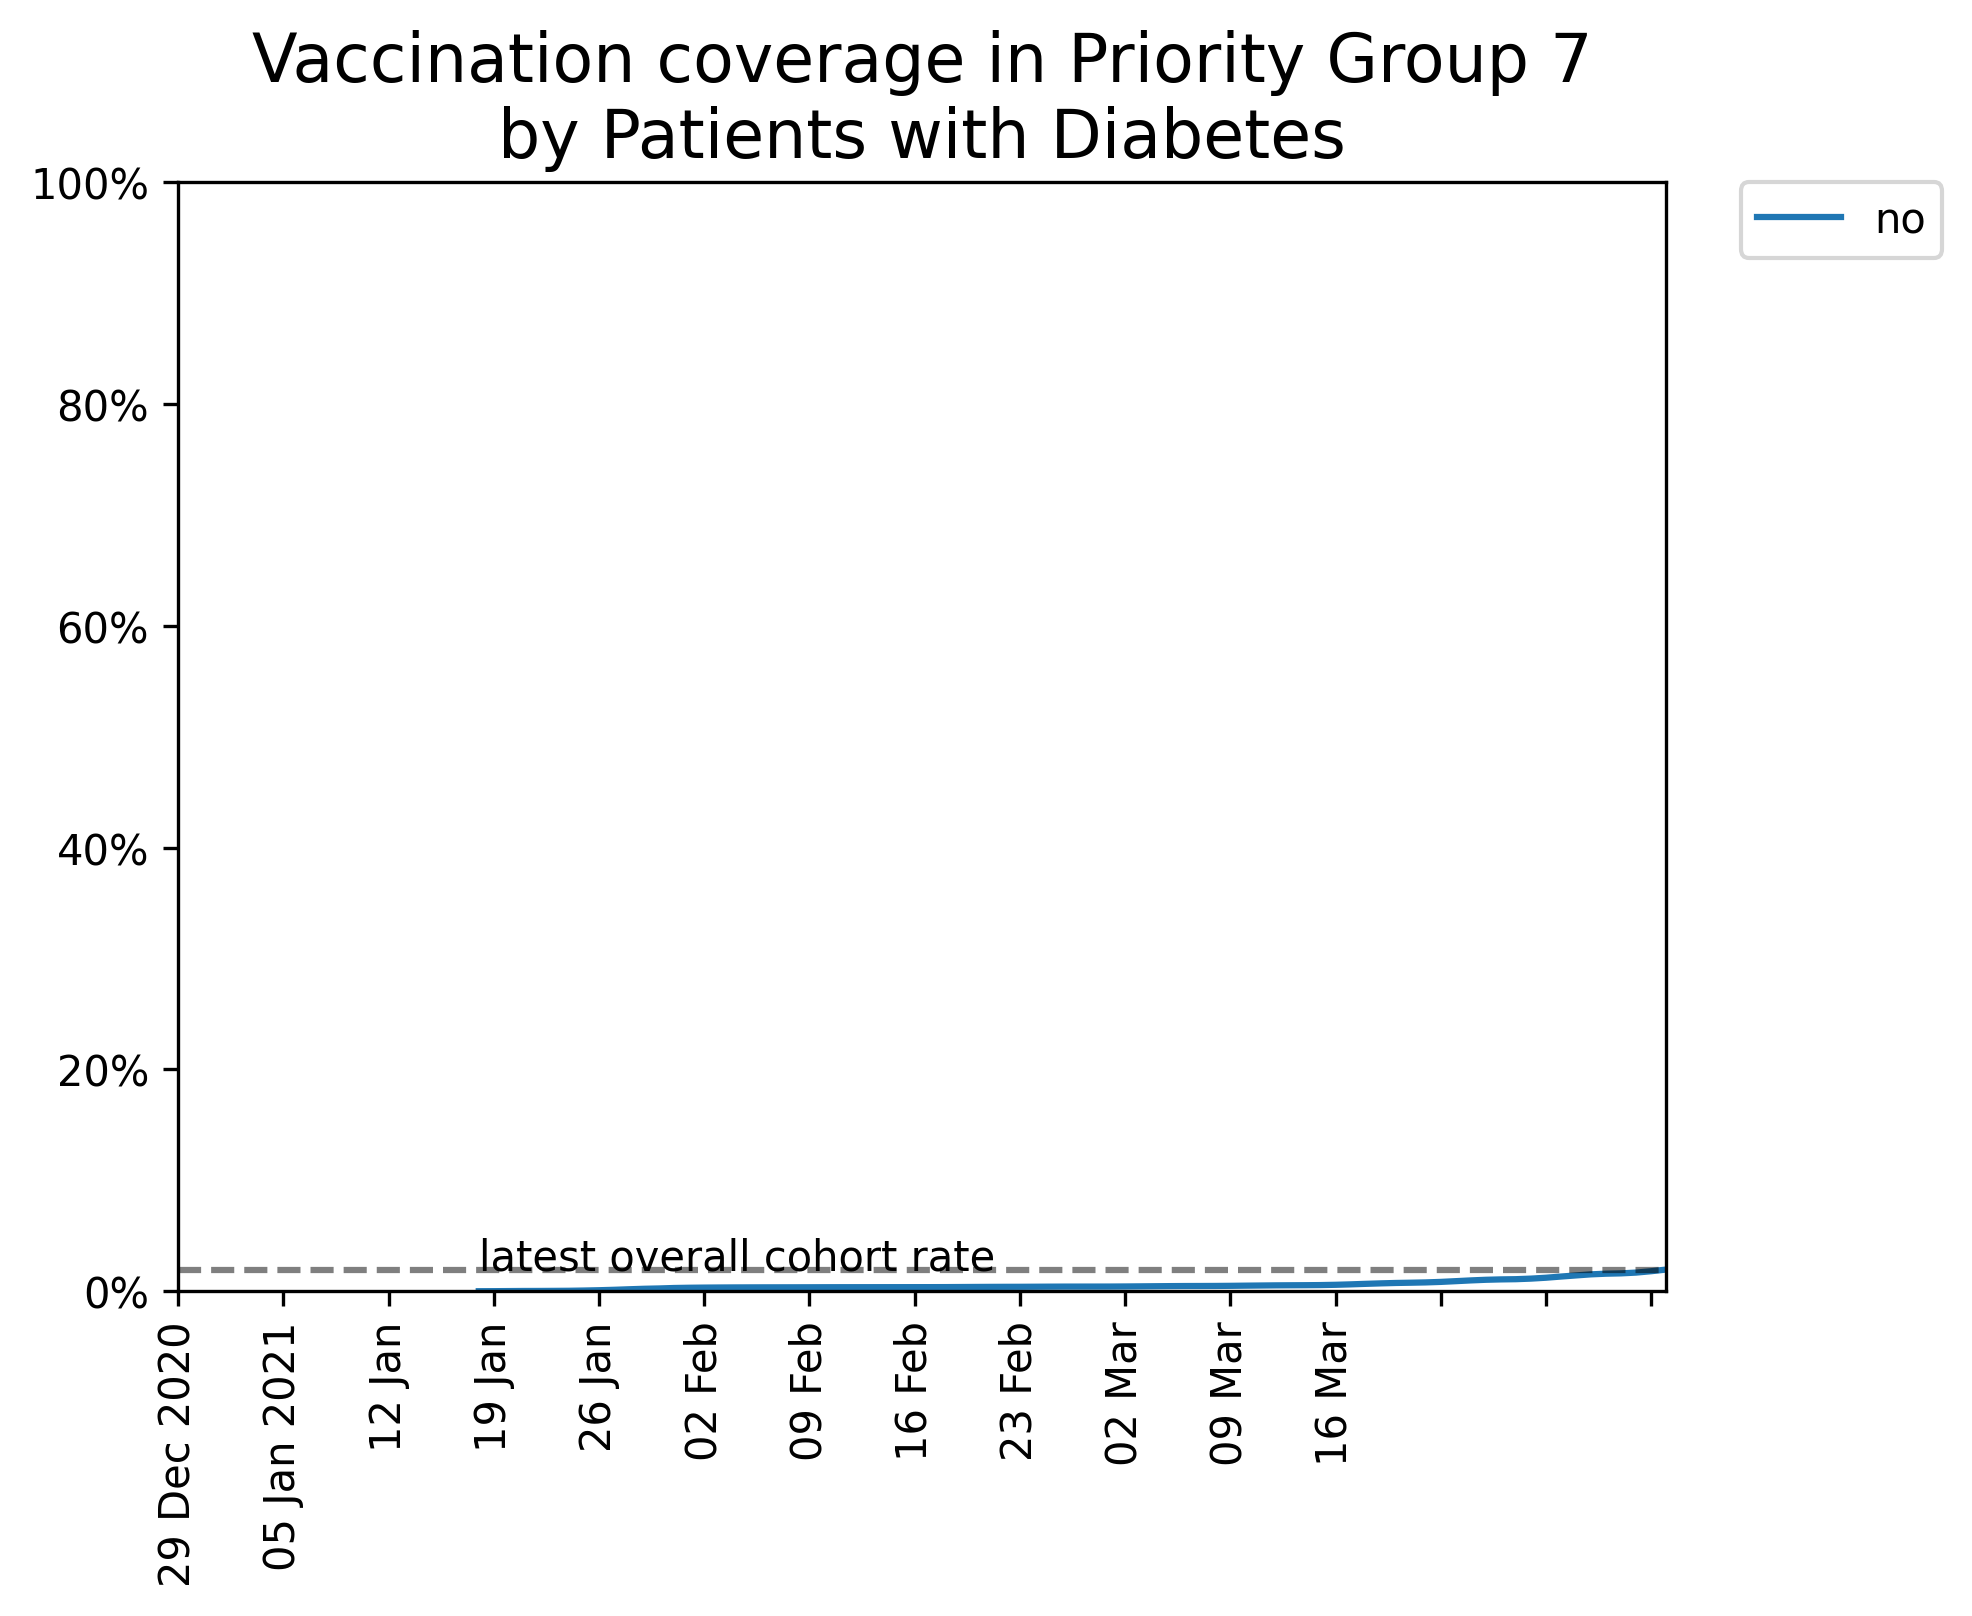 Vaccination coverage in Priority Group 7
by Patients with Diabetes
100%
80%
60%
40%
20%
0%
no
latest overall cohort rate
29 Dec 2020
05 Jan 2021
12 Jan
19 Jan
26 Jan
02 Feb
09 Feb
16 Feb
23 Feb
02 Mar
09 Mar
16 Mar